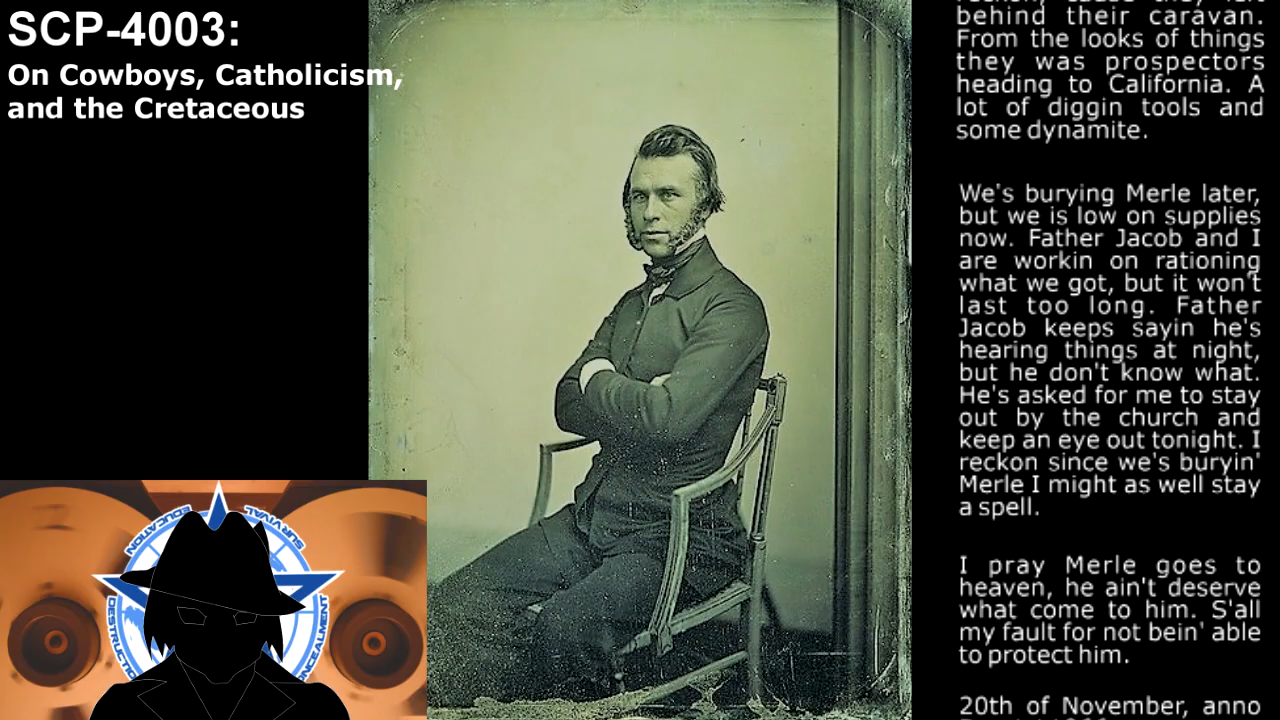 SCP-4003:
On Cowboys, Catholicism,
and the Cretaceous
behind their caravan.
From the looks of things
they was prospectors
heading to California. A
lot of diggin tools and
some dynamite.
We's burying Merle later,
but we is low on supplies
now. Father Jacob and I
are workin on rationing
what we got, but it won't
last too long. Father
Jacob keeps sayin he's
hearing things at night,
but he don't know what.
He's asked for me to stay
out by the church and
keep an eye out tonight. I
reckon since we's buryin'
Merle I might as well stay
a spell.
I pray Merle goes to
heaven, he ain't deserve
what come to him. S'all
my fault for not bein' able
to protect him.
20th of November, anno
EDUCATION
SURVIVAL